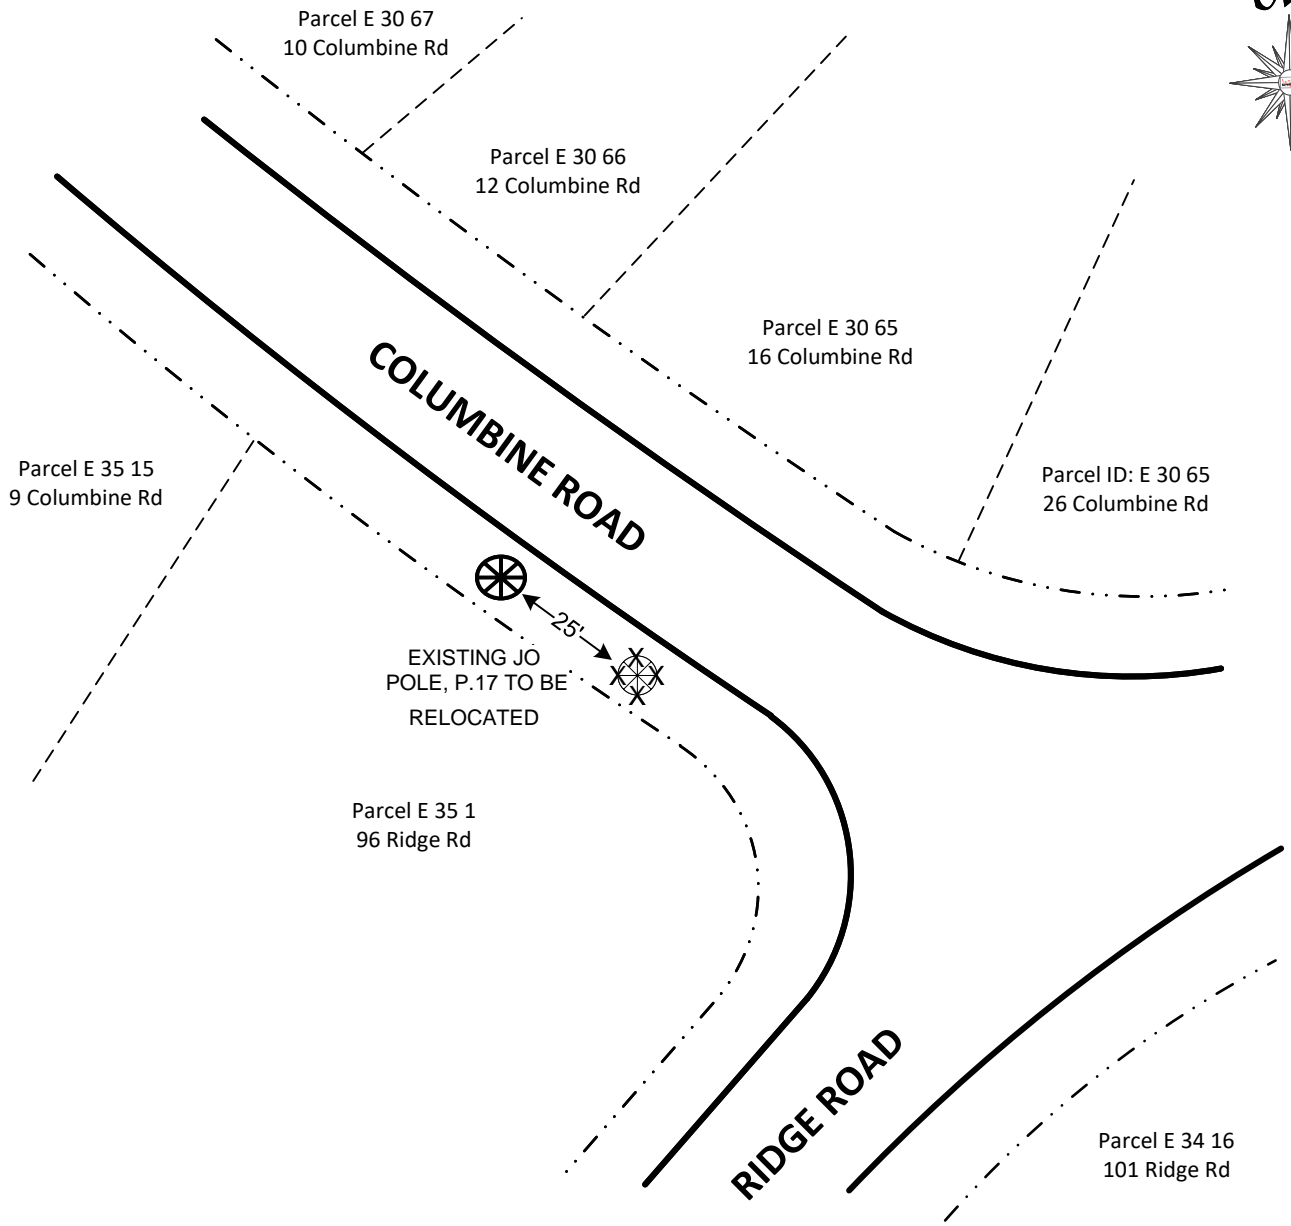 Parcel E 30 67
10 Columbine Rd
Parcel E 30 66
12 Columbine Rd
Parcel E 30 65
16 Columbine Rd
COLUMBINE ROAD
Parcel E 35 15
9 Columbine Rd
Parcel ID: E 30 65
26 Columbine Rd
25'
EXISTING JO
POLE, P.17 TO BE
RELOCATED
X
X X
X
Parcel E 35 1
96 Ridge Rd
RIDGE ROAD
Parcel E 34 16
101 Ridge Rd